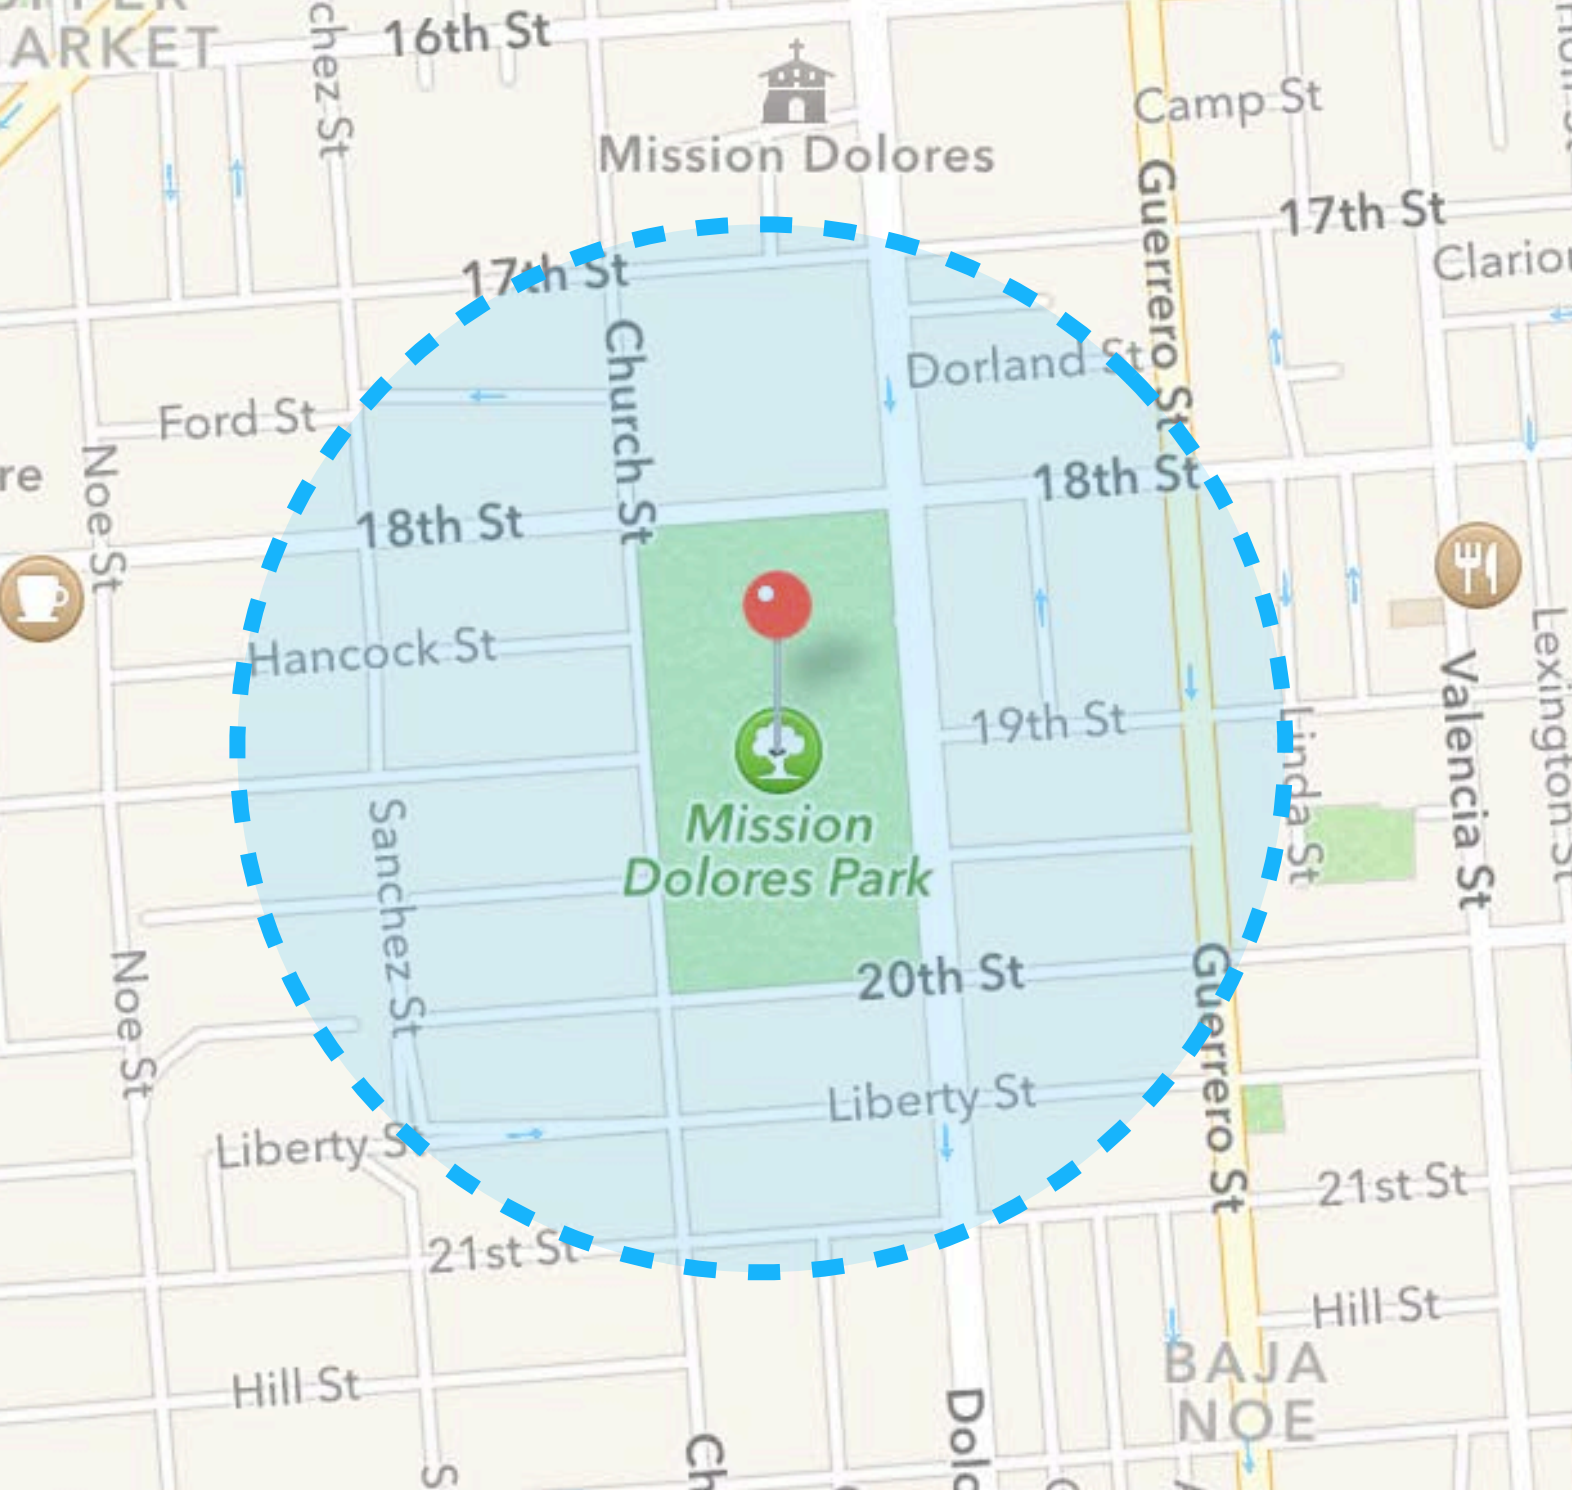 ARKET
16th St
Mission Dolores
Camp St
Guerrero St
17th St
17th St
Church St
Dorland St
Ford St
Noe St
re
18th St
18th St
Hancock St
19th St
Valencia St
Lexington St
Linda St
Mission
Dolores Park
Sanchez St
20th St
Noe St
Guerrero St
Liberty St
Liberty St
21st St
21st St
Hill St
Hill St
BAJA
NOE
Ch
S